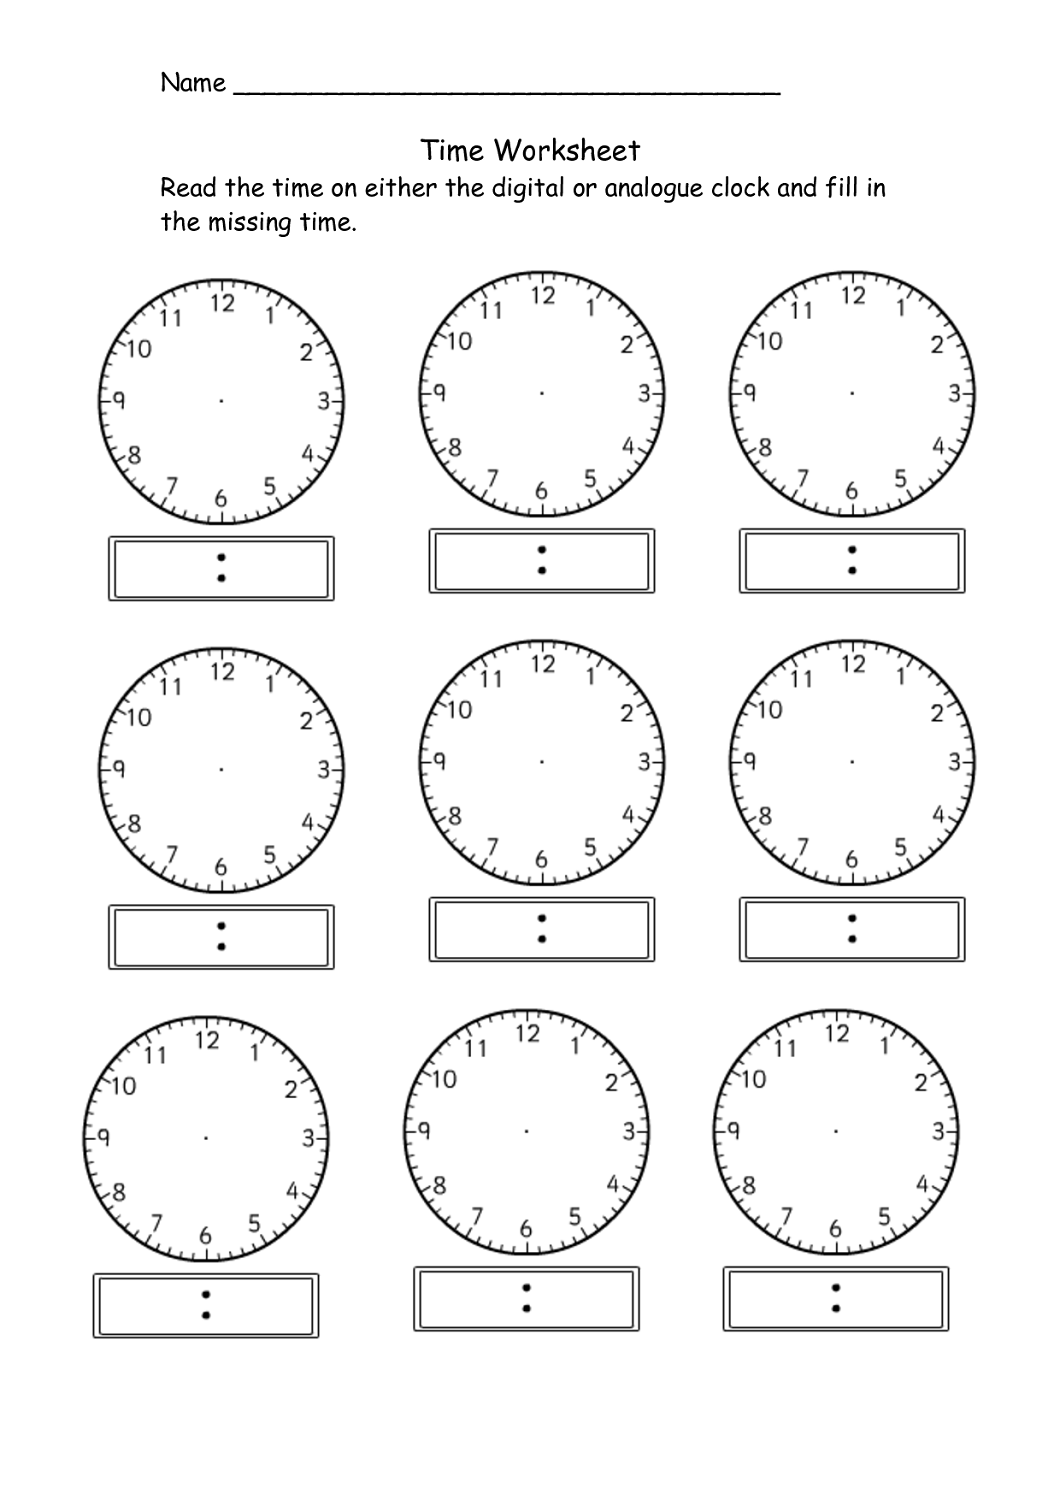 Name ___________________________________
Time Worksheet
Read the time on either the digital or analogue clock and fill in
the missing time.
12 1 2 3 4 5 6 7 8 9 10 11
12 1 2 3 4 5 6 7 8 9 10 11
12 1 2 3 4 5 6 7 8 9 10 11
:
:
:
12 1 2 3 4 5 6 7 8 9 10 11
12 1 2 3 4 5 6 7 8 9 10 11
12 1 2 3 4 5 6 7 8 9 10 11
:
:
:
12 1 2 3 4 5 6 7 8 9 10 11
12 1 2 3 4 5 6 7 8 9 10 11
12 1 2 3 4 5 6 7 8 9 10 11
:
:
: